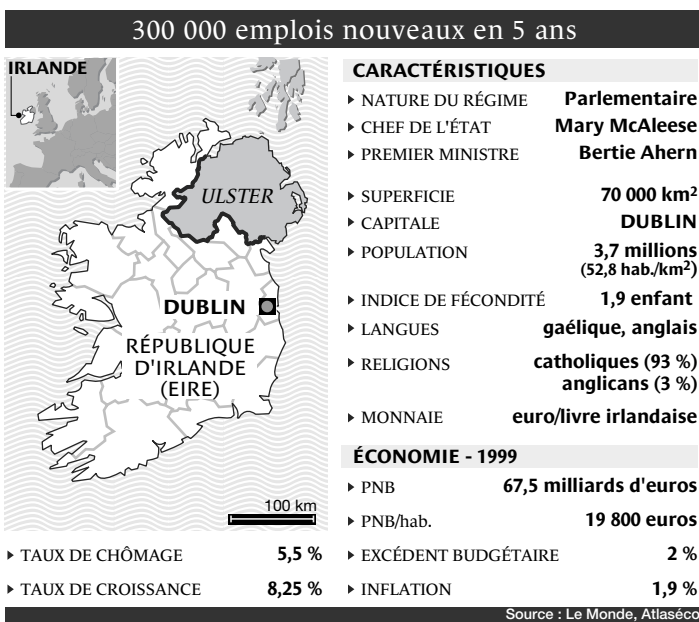 300 000 emplois nouveaux en 5 ans
IRLANDE
ULSTER
DUBLIN
RÉPUBLIQUE
D'IRLANDE
(EIRE)
100 km
TAUX DE CHÔMAGE 5,5 %
TAUX DE CROISSANCE 8,25 %
CARACTÉRISTIQUES
NATURE DU RÉGIME Parlementaire
CHEF DE L'ÉTAT Mary McAleese
PREMIER MINISTRE Bertie Ahern
SUPERFICIE 70 000 km²
CAPITALE DUBLIN
POPULATION 3,7 millions
(52,8 hab./km²)
INDICE DE FÉCONDITÉ 1,9 enfant
LANGUES gaélique, anglais
RELIGIONS catholiques (93 %)
anglicans (3 %)
MONNAIE euro/livre irlandaise
ÉCONOMIE - 1999
PNB 67,5 milliards d'euros
PNB/hab. 19 800 euros
EXCÉDENT BUDGÉTAIRE 2 %
INFLATION 1,9 %
Source : Le Monde, Atlaséco